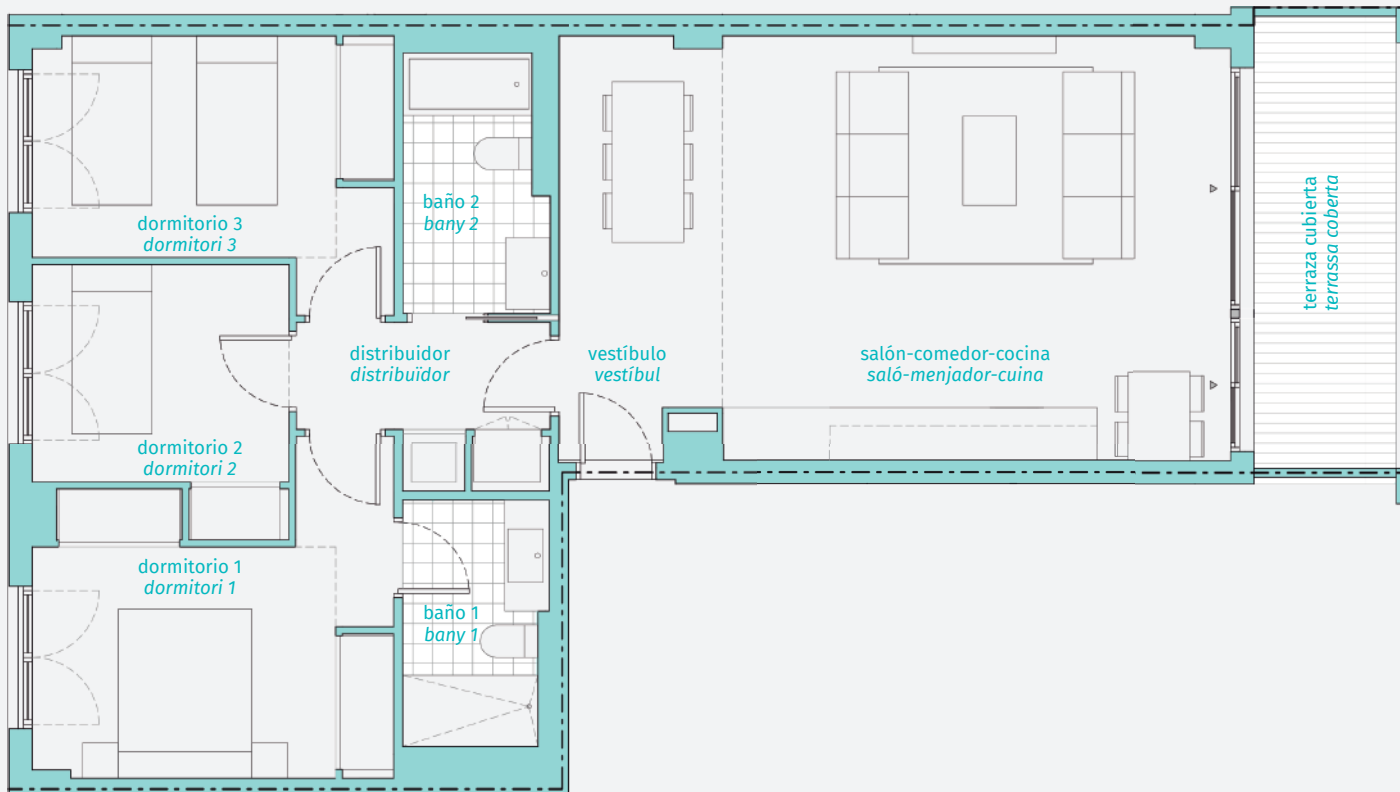 dormitorio 3
dormitori 3
baño 2
bany 2
terraza cubierta
terrassa coberta
distribuidor
distribuïdor
vestíbulo
vestíbul
salón-comedor-cocina
saló-menjador-cuina
dormitorio 2
dormitori 2
dormitorio 1
dormitori 1
baño 1
bany 1